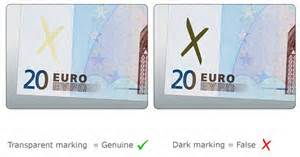 20 EURO
20 EURO
Transparent marking = Genuine
Dark marking = False